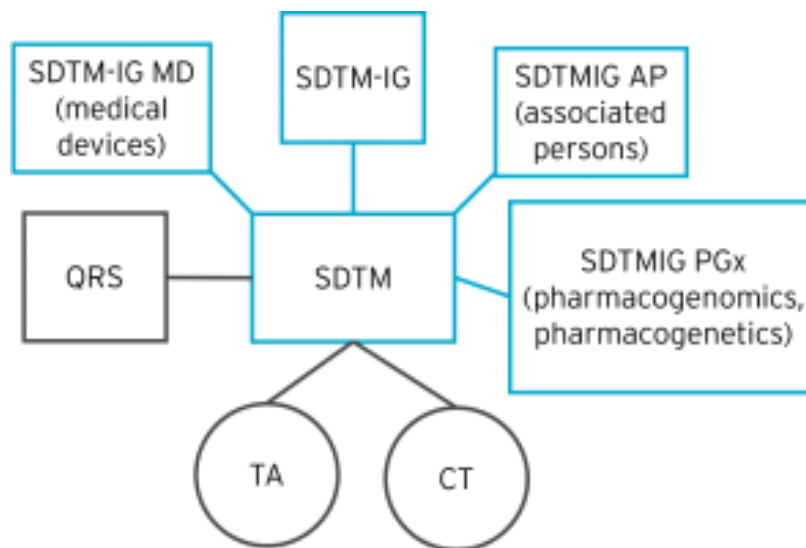 SDTM-IG MD
(medical
devices)
SDTM-IG
SDTMIG AP
(associated
persons)
QRS
SDTM
SDTMIG PGx
(pharmacogenomics,
pharmacogenetics)
TA
CT